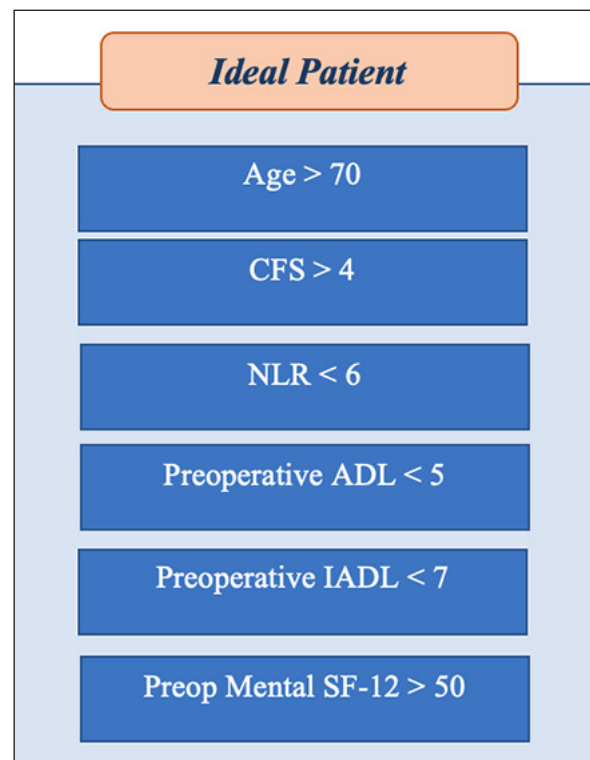 Ideal Patient
Age > 70
CFS > 4
NLR < 6
Preoperative ADL < 5
Preoperative IADL < 7
Preop Mental SF-12 > 50